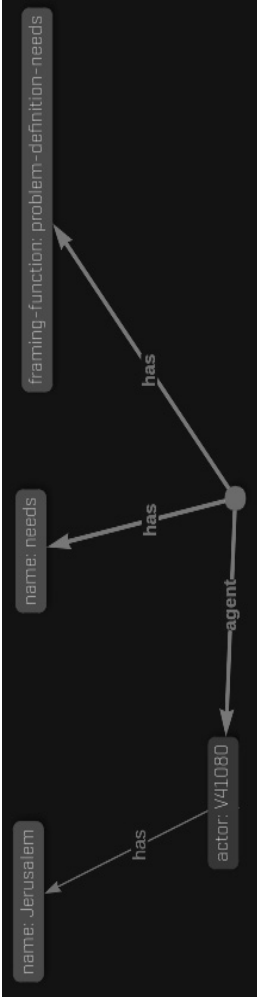 framing-function: problem-definition-needs
has
name: needs
has
agent
actor: V41080
has
name: Jerusalem